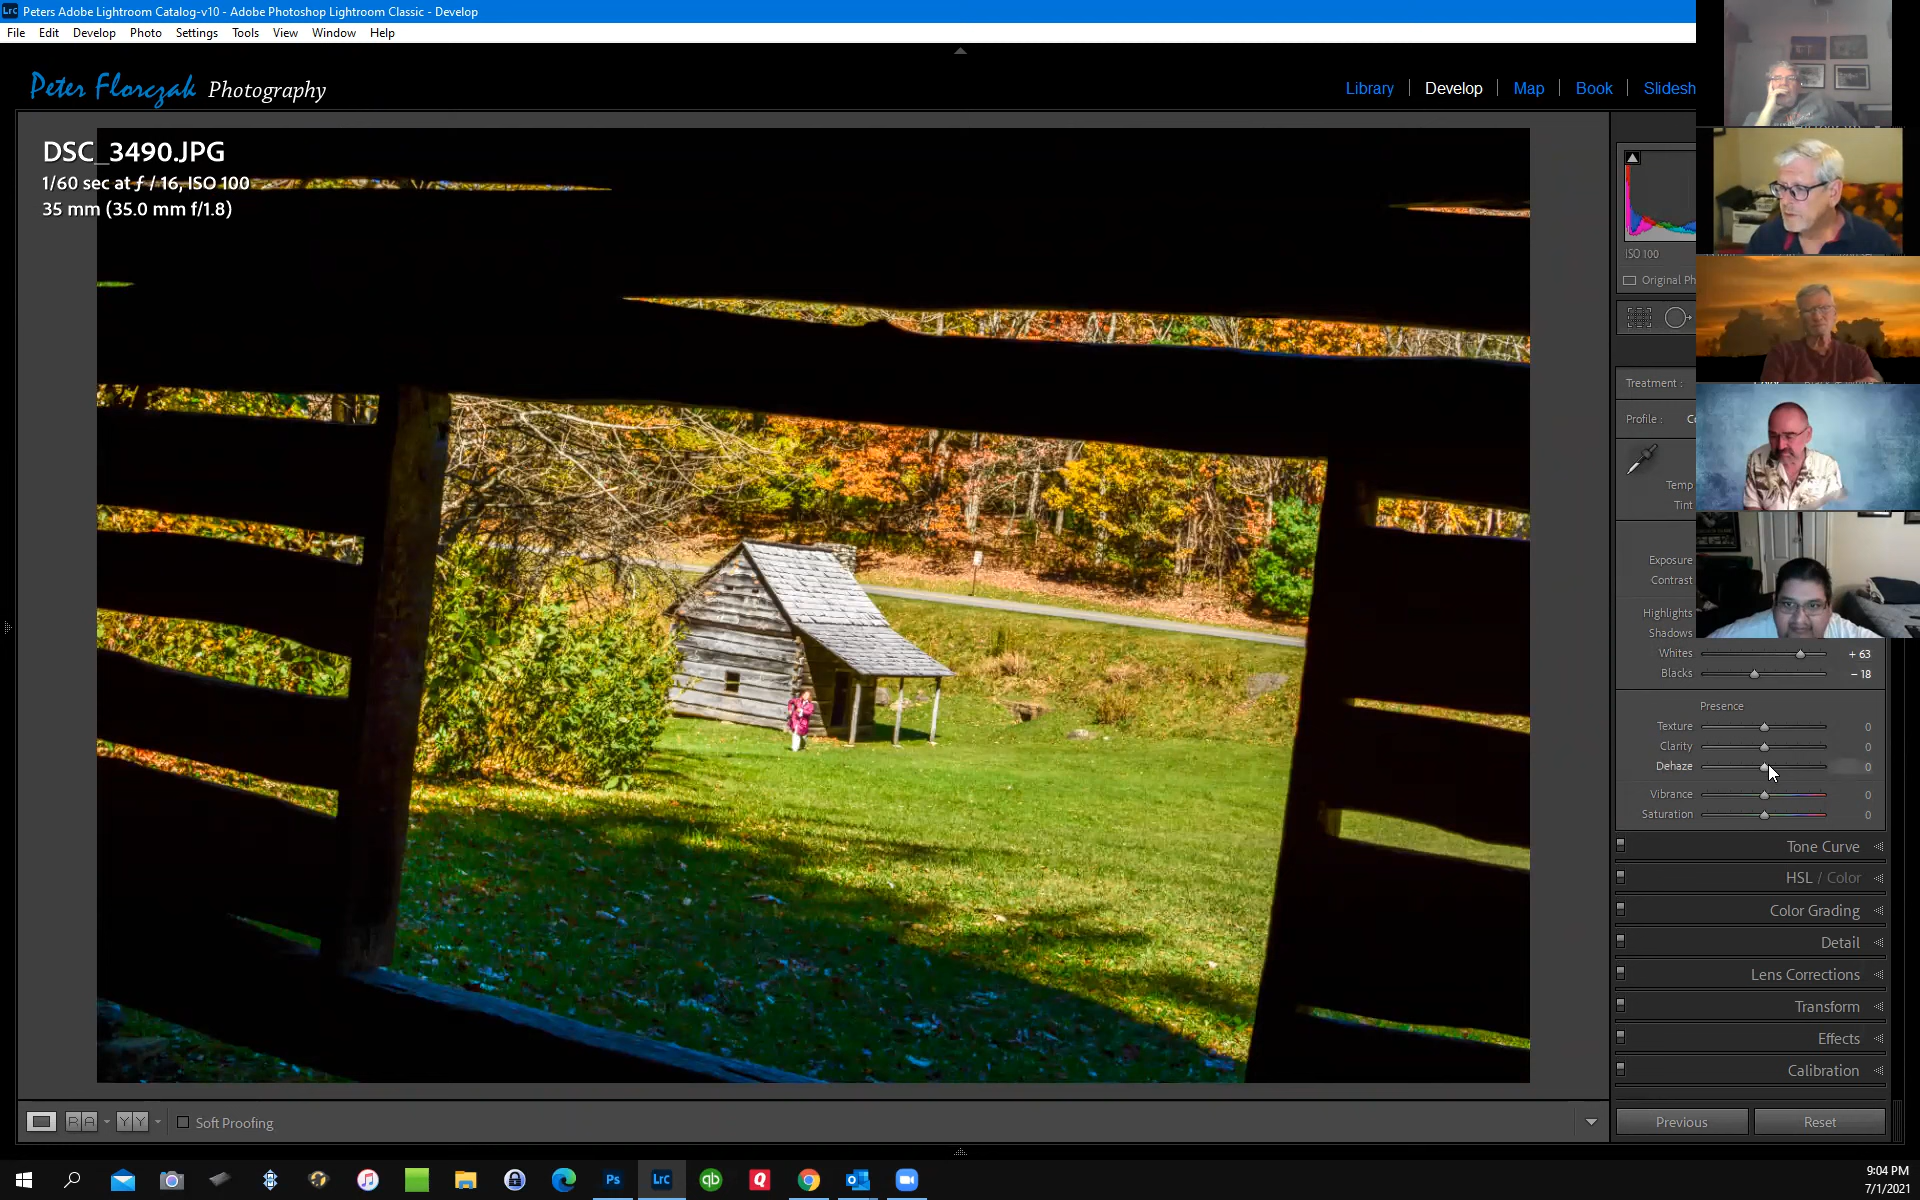 Peters Adobe Lightroom Catalog-v10 - Adobe Photoshop Lightroom Classic - Develop
File Edit Develop Photo Settings Tools View Window Help
Peter Florczak Photography
Library Develop Map Book Slidesh
DSC_3490.JPG
1/60 sec at ƒ / 16, ISO 100
35 mm (35.0 mm f/1.8)
ISO 100
Original Ph
Treatment :
Profile : Co
Temp
Tint
Exposure
Contrast
Highlights
Shadows
Whites + 63
Blacks − 18
Presence
Texture 0
Clarity 0
Dehaze 0
Vibrance 0
Saturation 0
Tone Curve
HSL / Color
Color Grading
Detail
Lens Corrections
Transform
Effects
Calibration
Previous Reset
R A Y Y Soft Proofing
Ps Lrc qb Q
9:04 PM
7/1/2021